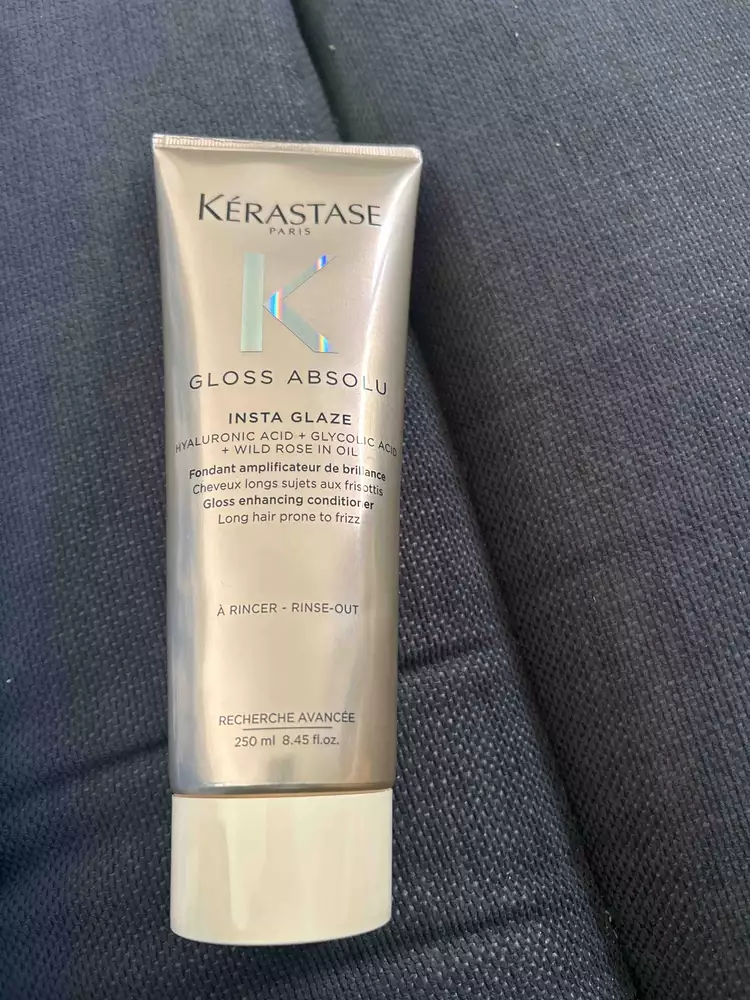 KÉRASTASE
PARIS
K
GLOSS ABSOLU
INSTA GLAZE
HYALURONIC ACID + GLYCOLIC ACID
+ WILD ROSE IN OIL
Fondant amplificateur de brillance
Cheveux longs sujets aux frisottis
Gloss enhancing conditioner
Long hair prone to frizz
À RINCER - RINSE-OUT
RECHERCHE AVANCÉE
250 ml 8.45 fl.oz.